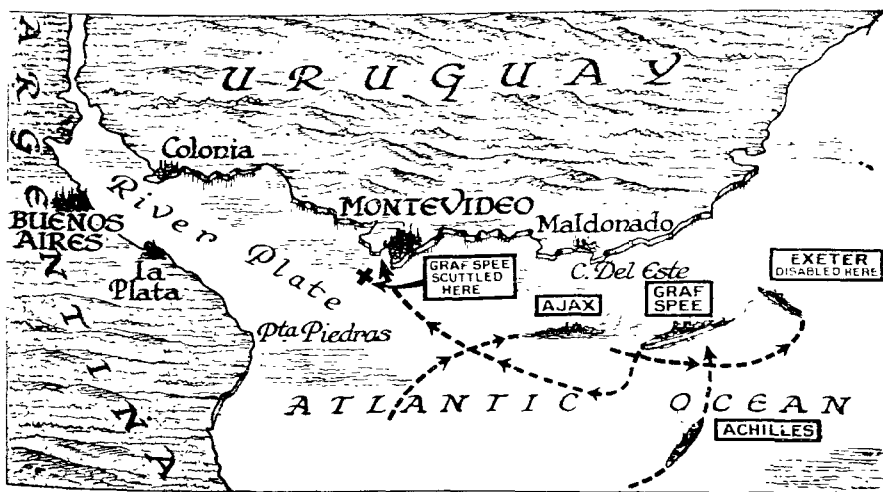 URUGUAY
ARGENTINA
Colonia
River Plate
BUENOS
AIRES
La
Plata
MONTEVIDEO
Maldonado
C. Del Este
GRAF SPEE
SCUTTLED
HERE
EXETER
DISABLED HERE
AJAX
GRAF
SPEE
Pta Piedras
ATLANTIC OCEAN
ACHILLES